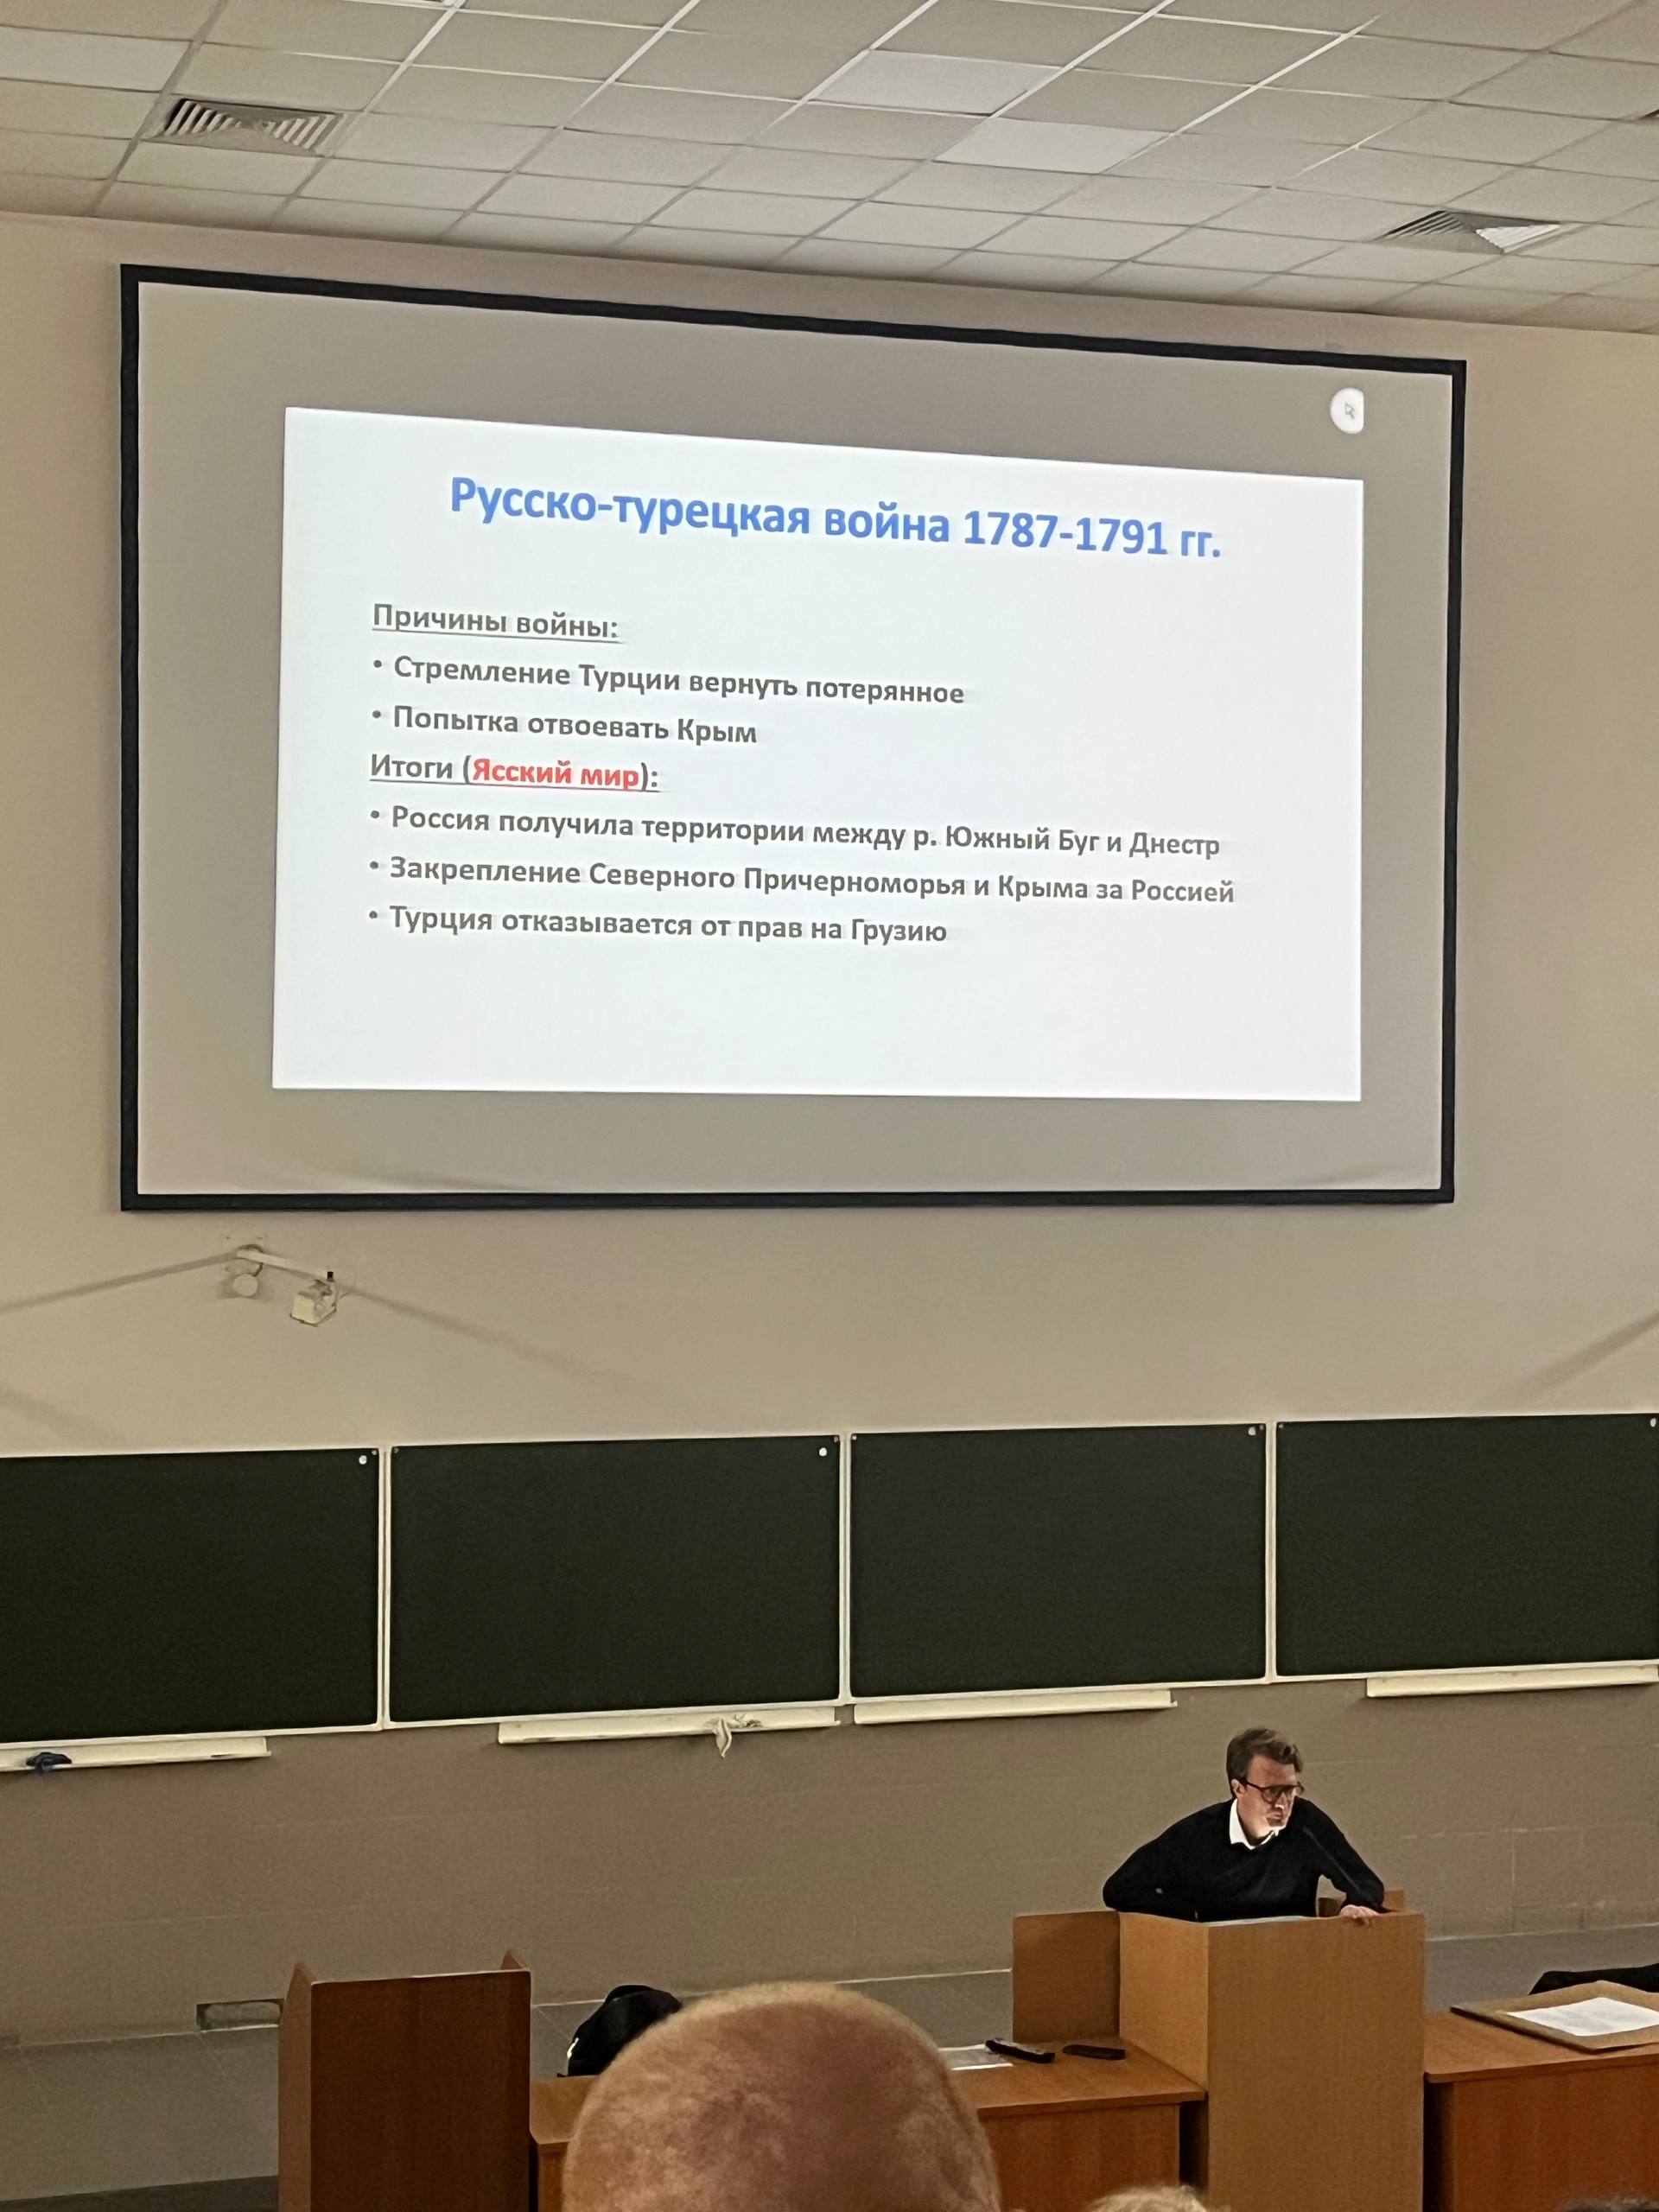 Русско-турецкая война 1787-1791 гг.
Причины войны:
• Стремление Турции вернуть потерянное
• Попытка отвоевать Крым
Итоги (Ясский мир):
• Россия получила территории между р. Южный Буг и Днестр
• Закрепление Северного Причерноморья и Крыма за Россией
• Турция отказывается от прав на Грузию